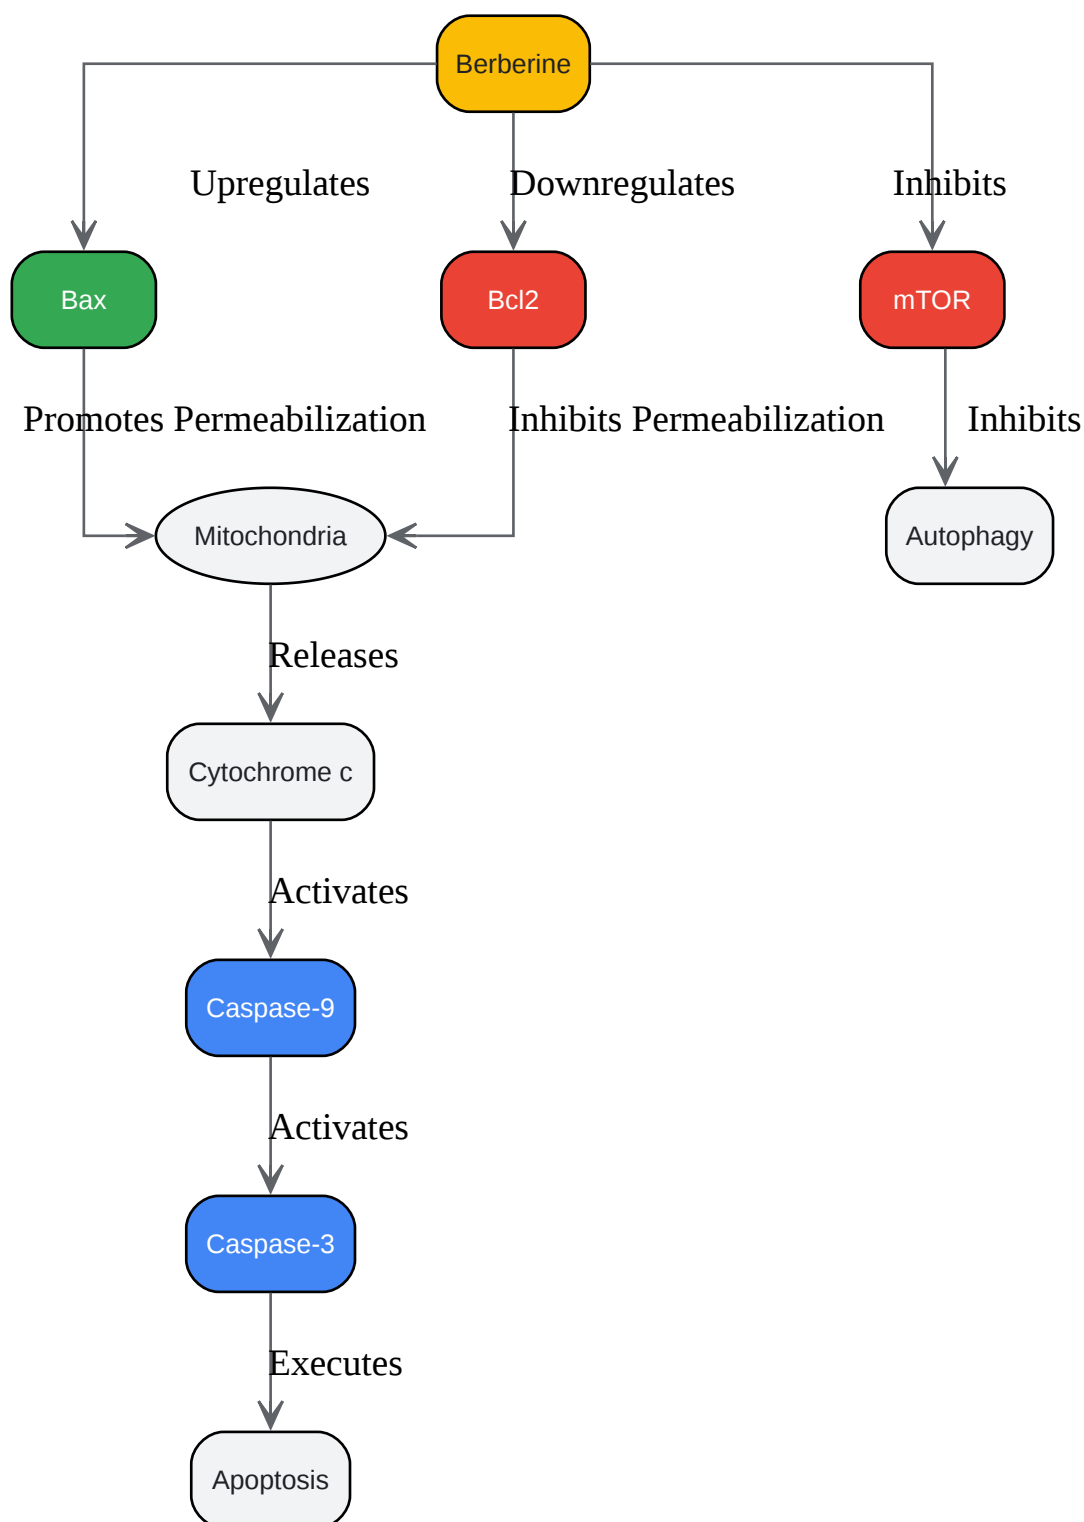 Berberine
Upregulates
Downregulates
Inhibits
Bax
Bcl2
mTOR
Promotes Permeabilization
Inhibits Permeabilization
Inhibits
Mitochondria
Autophagy
Releases
Cytochrome c
Activates
Caspase-9
Activates
Caspase-3
Executes
Apoptosis